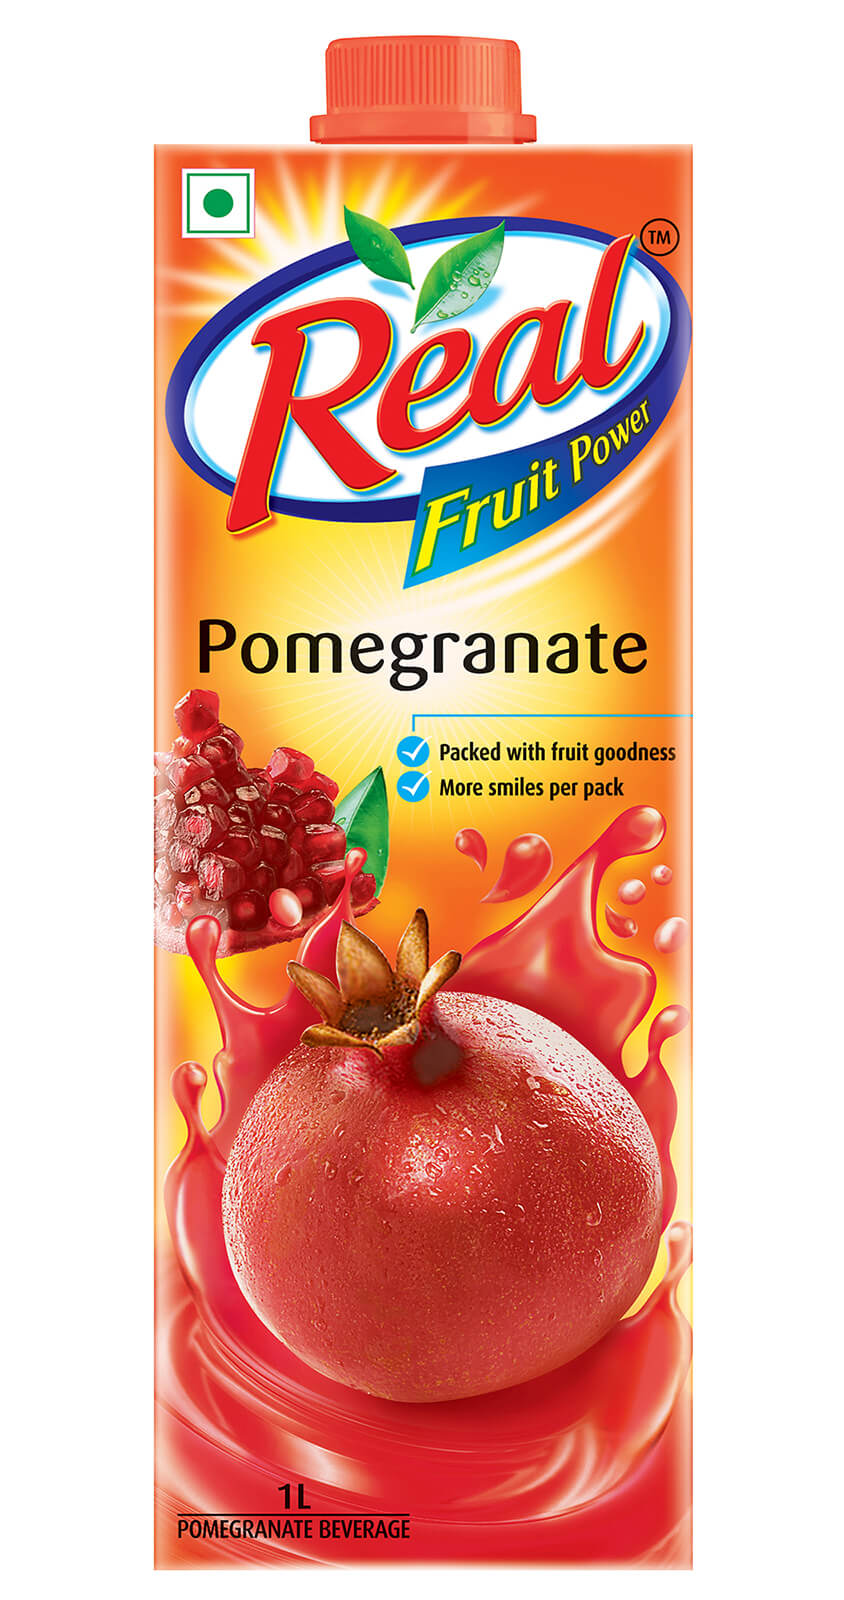 Real
TM
Fruit Power
Pomegranate
Packed with fruit goodness
More smiles per pack
1L
POMEGRANATE BEVERAGE